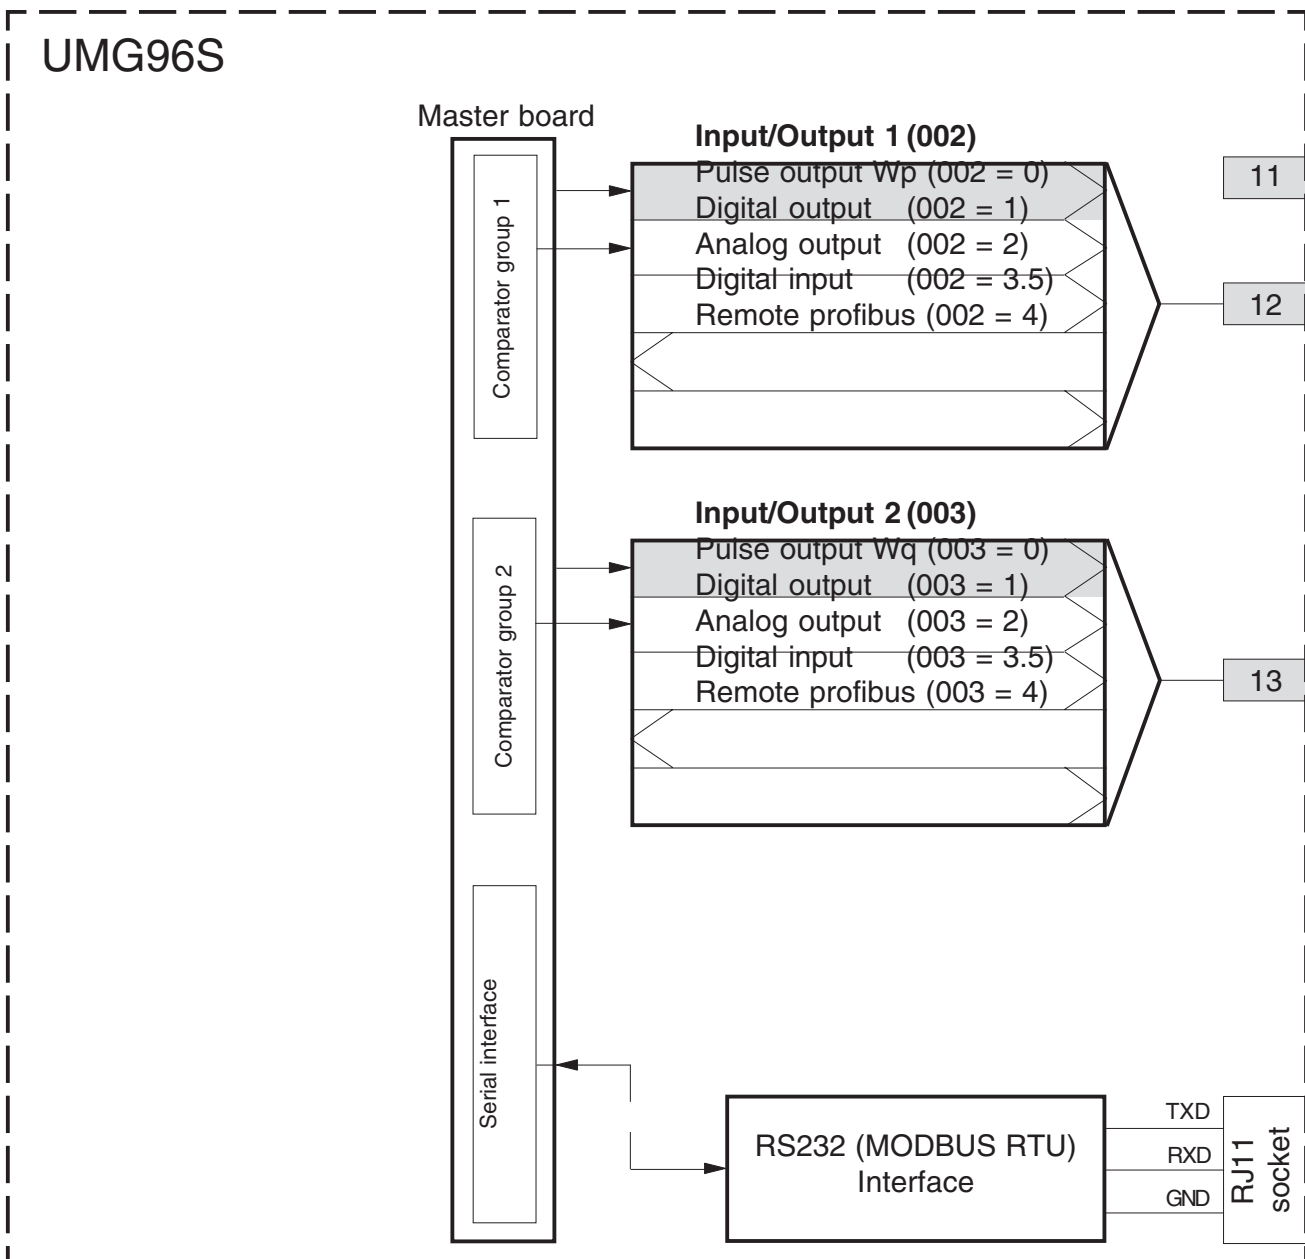 UMG96S
Master board
Comparator group 1
Input/Output 1 (002)
Pulse output Wp (002 = 0)
Digital output (002 = 1)
Analog output (002 = 2)
Digital input (002 = 3.5)
Remote profibus (002 = 4)
11
12
Comparator group 2
Input/Output 2 (003)
Pulse output Wq (003 = 0)
Digital output (003 = 1)
Analog output (003 = 2)
Digital input (003 = 3.5)
Remote profibus (003 = 4)
13
Serial interface
RS232 (MODBUS RTU)
Interface
TXD
RXD
GND
RJ11
socket